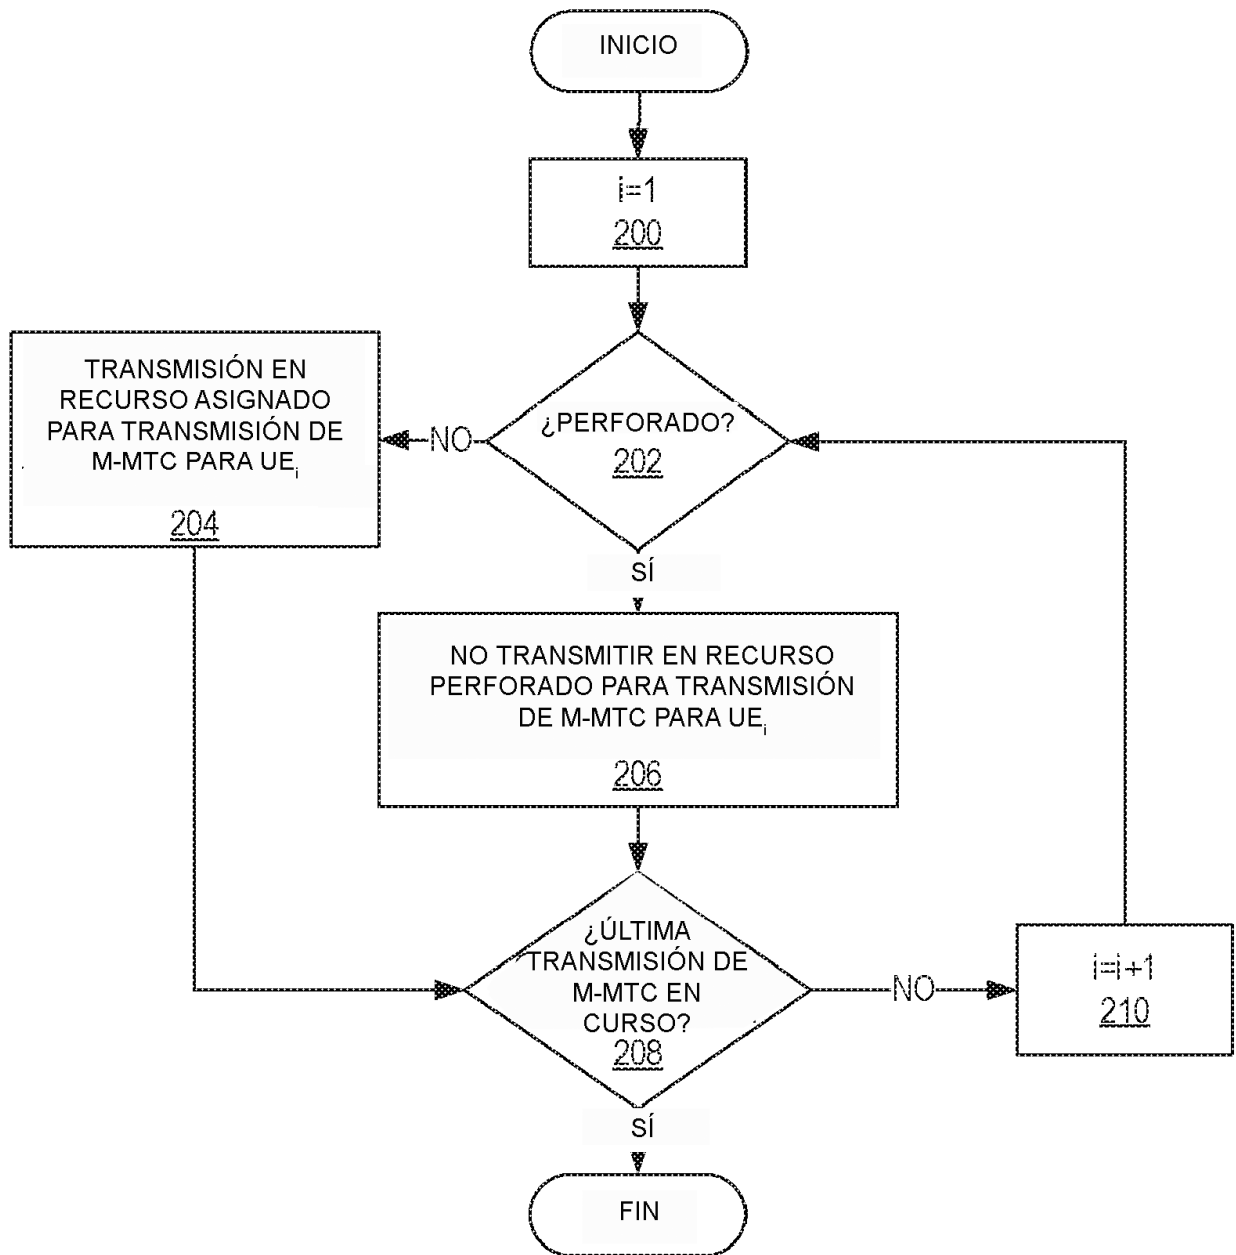 INICIO
i=1
200
¿PERFORADO?
202
NO
TRANSMISIÓN EN
RECURSO ASIGNADO
PARA TRANSMISIÓN DE
M-MTC PARA UEi
204
SÍ
NO TRANSMITIR EN RECURSO
PERFORADO PARA TRANSMISIÓN
DE M-MTC PARA UEi
206
¿ÚLTIMA
TRANSMISIÓN DE
M-MTC EN
CURSO?
208
NO
i=i+1
210
SÍ
FIN